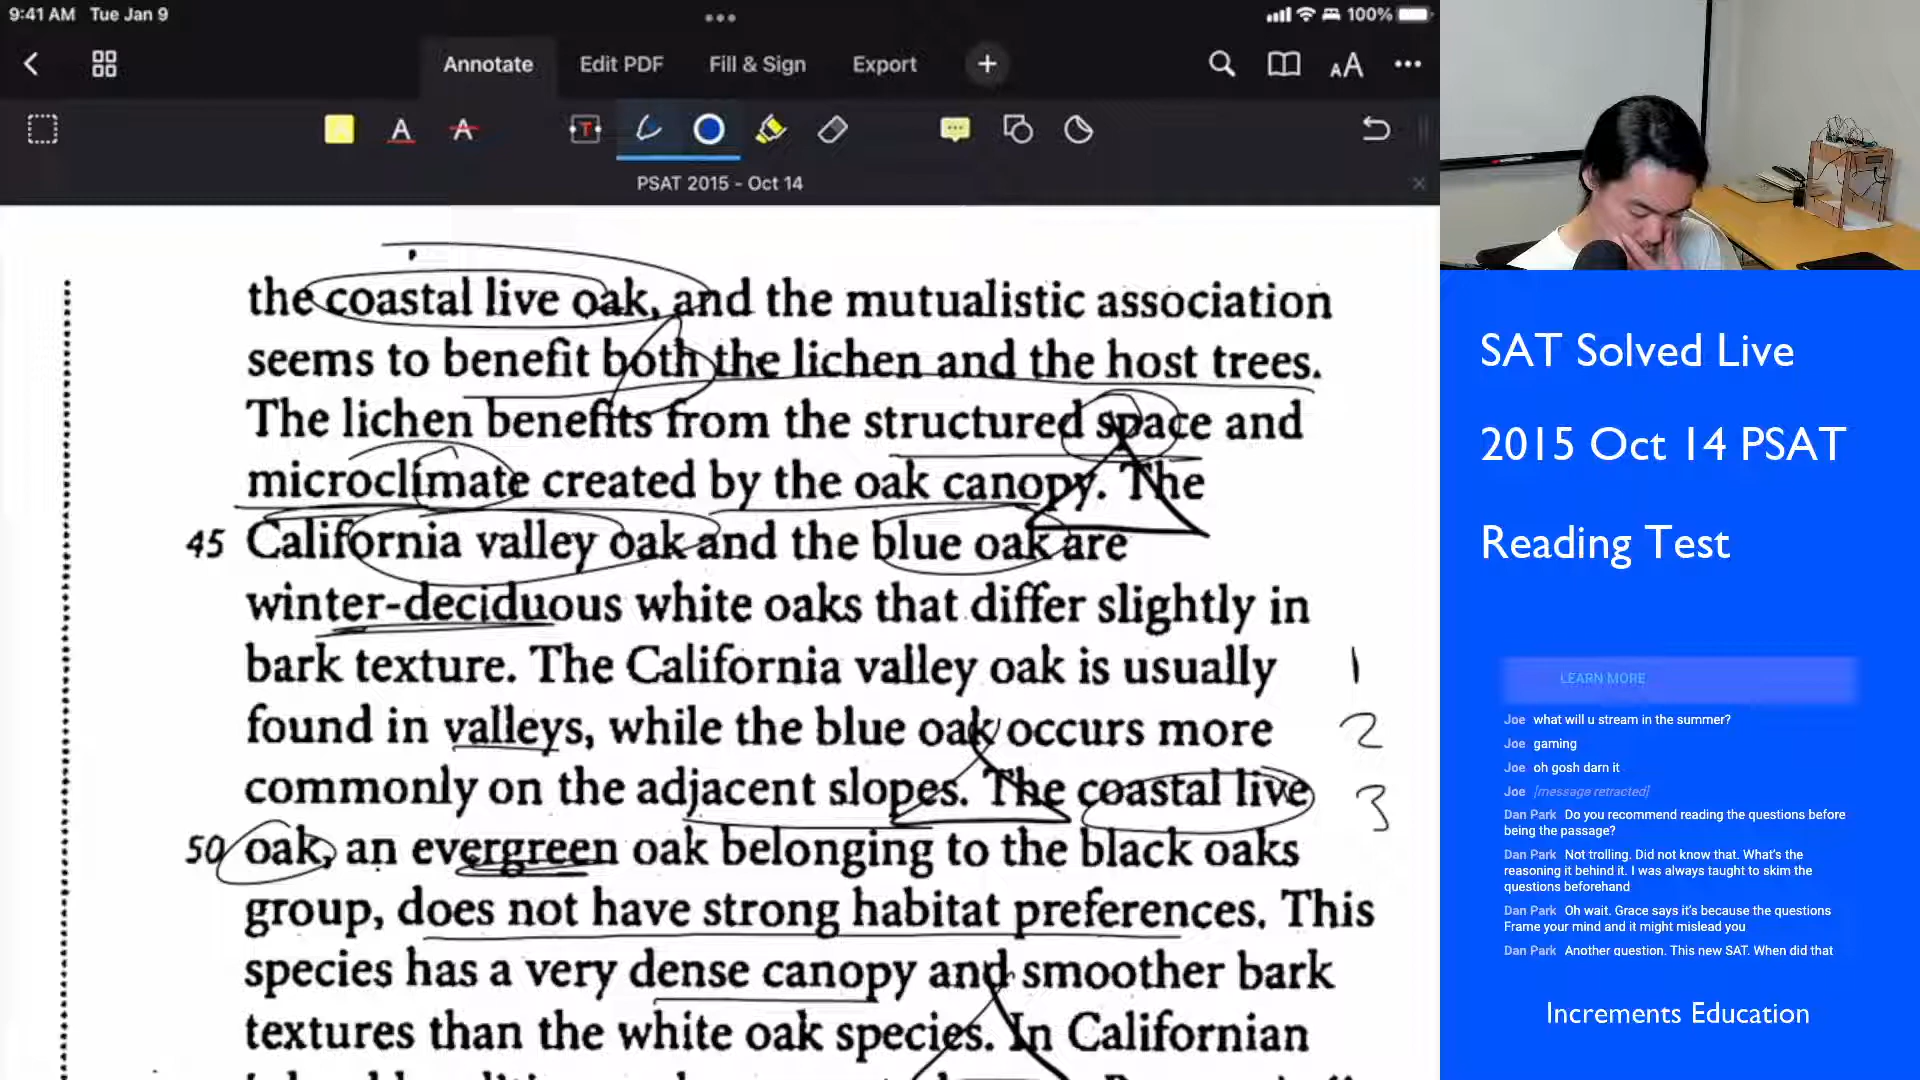 9:41 AM Tue Jan 9
100%
Annotate
Edit PDF
Fill & Sign
Export
AA
A
A
T
PSAT 2015 - Oct 14
the coastal live oak, and the mutualistic association
seems to benefit both the lichen and the host trees.
The lichen benefits from the structured space and
microclimate created by the oak canopy. The
45 California valley oak and the blue oak are
winter-deciduous white oaks that differ slightly in
bark texture. The California valley oak is usually 1
found in valleys, while the blue oak occurs more 2
commonly on the adjacent slopes. The coastal live 3
50 oak, an evergreen oak belonging to the black oaks
group, does not have strong habitat preferences. This
species has a very dense canopy and smoother bark
textures than the white oak species. In Californian
SAT Solved Live
2015 Oct 14 PSAT
Reading Test
LEARN MORE
Joe what will u stream in the summer?
Joe gaming
Joe oh gosh darn it
Joe [message retracted]
Dan Park Do you recommend reading the questions before
being the passage?
Dan Park Not trolling. Did not know that. What's the
reasoning it behind it. I was always taught to skim the
questions beforehand
Dan Park Oh wait. Grace says it's because the questions
Frame your mind and it might mislead you
Dan Park Another question. This new SAT. When did that
Increments Education